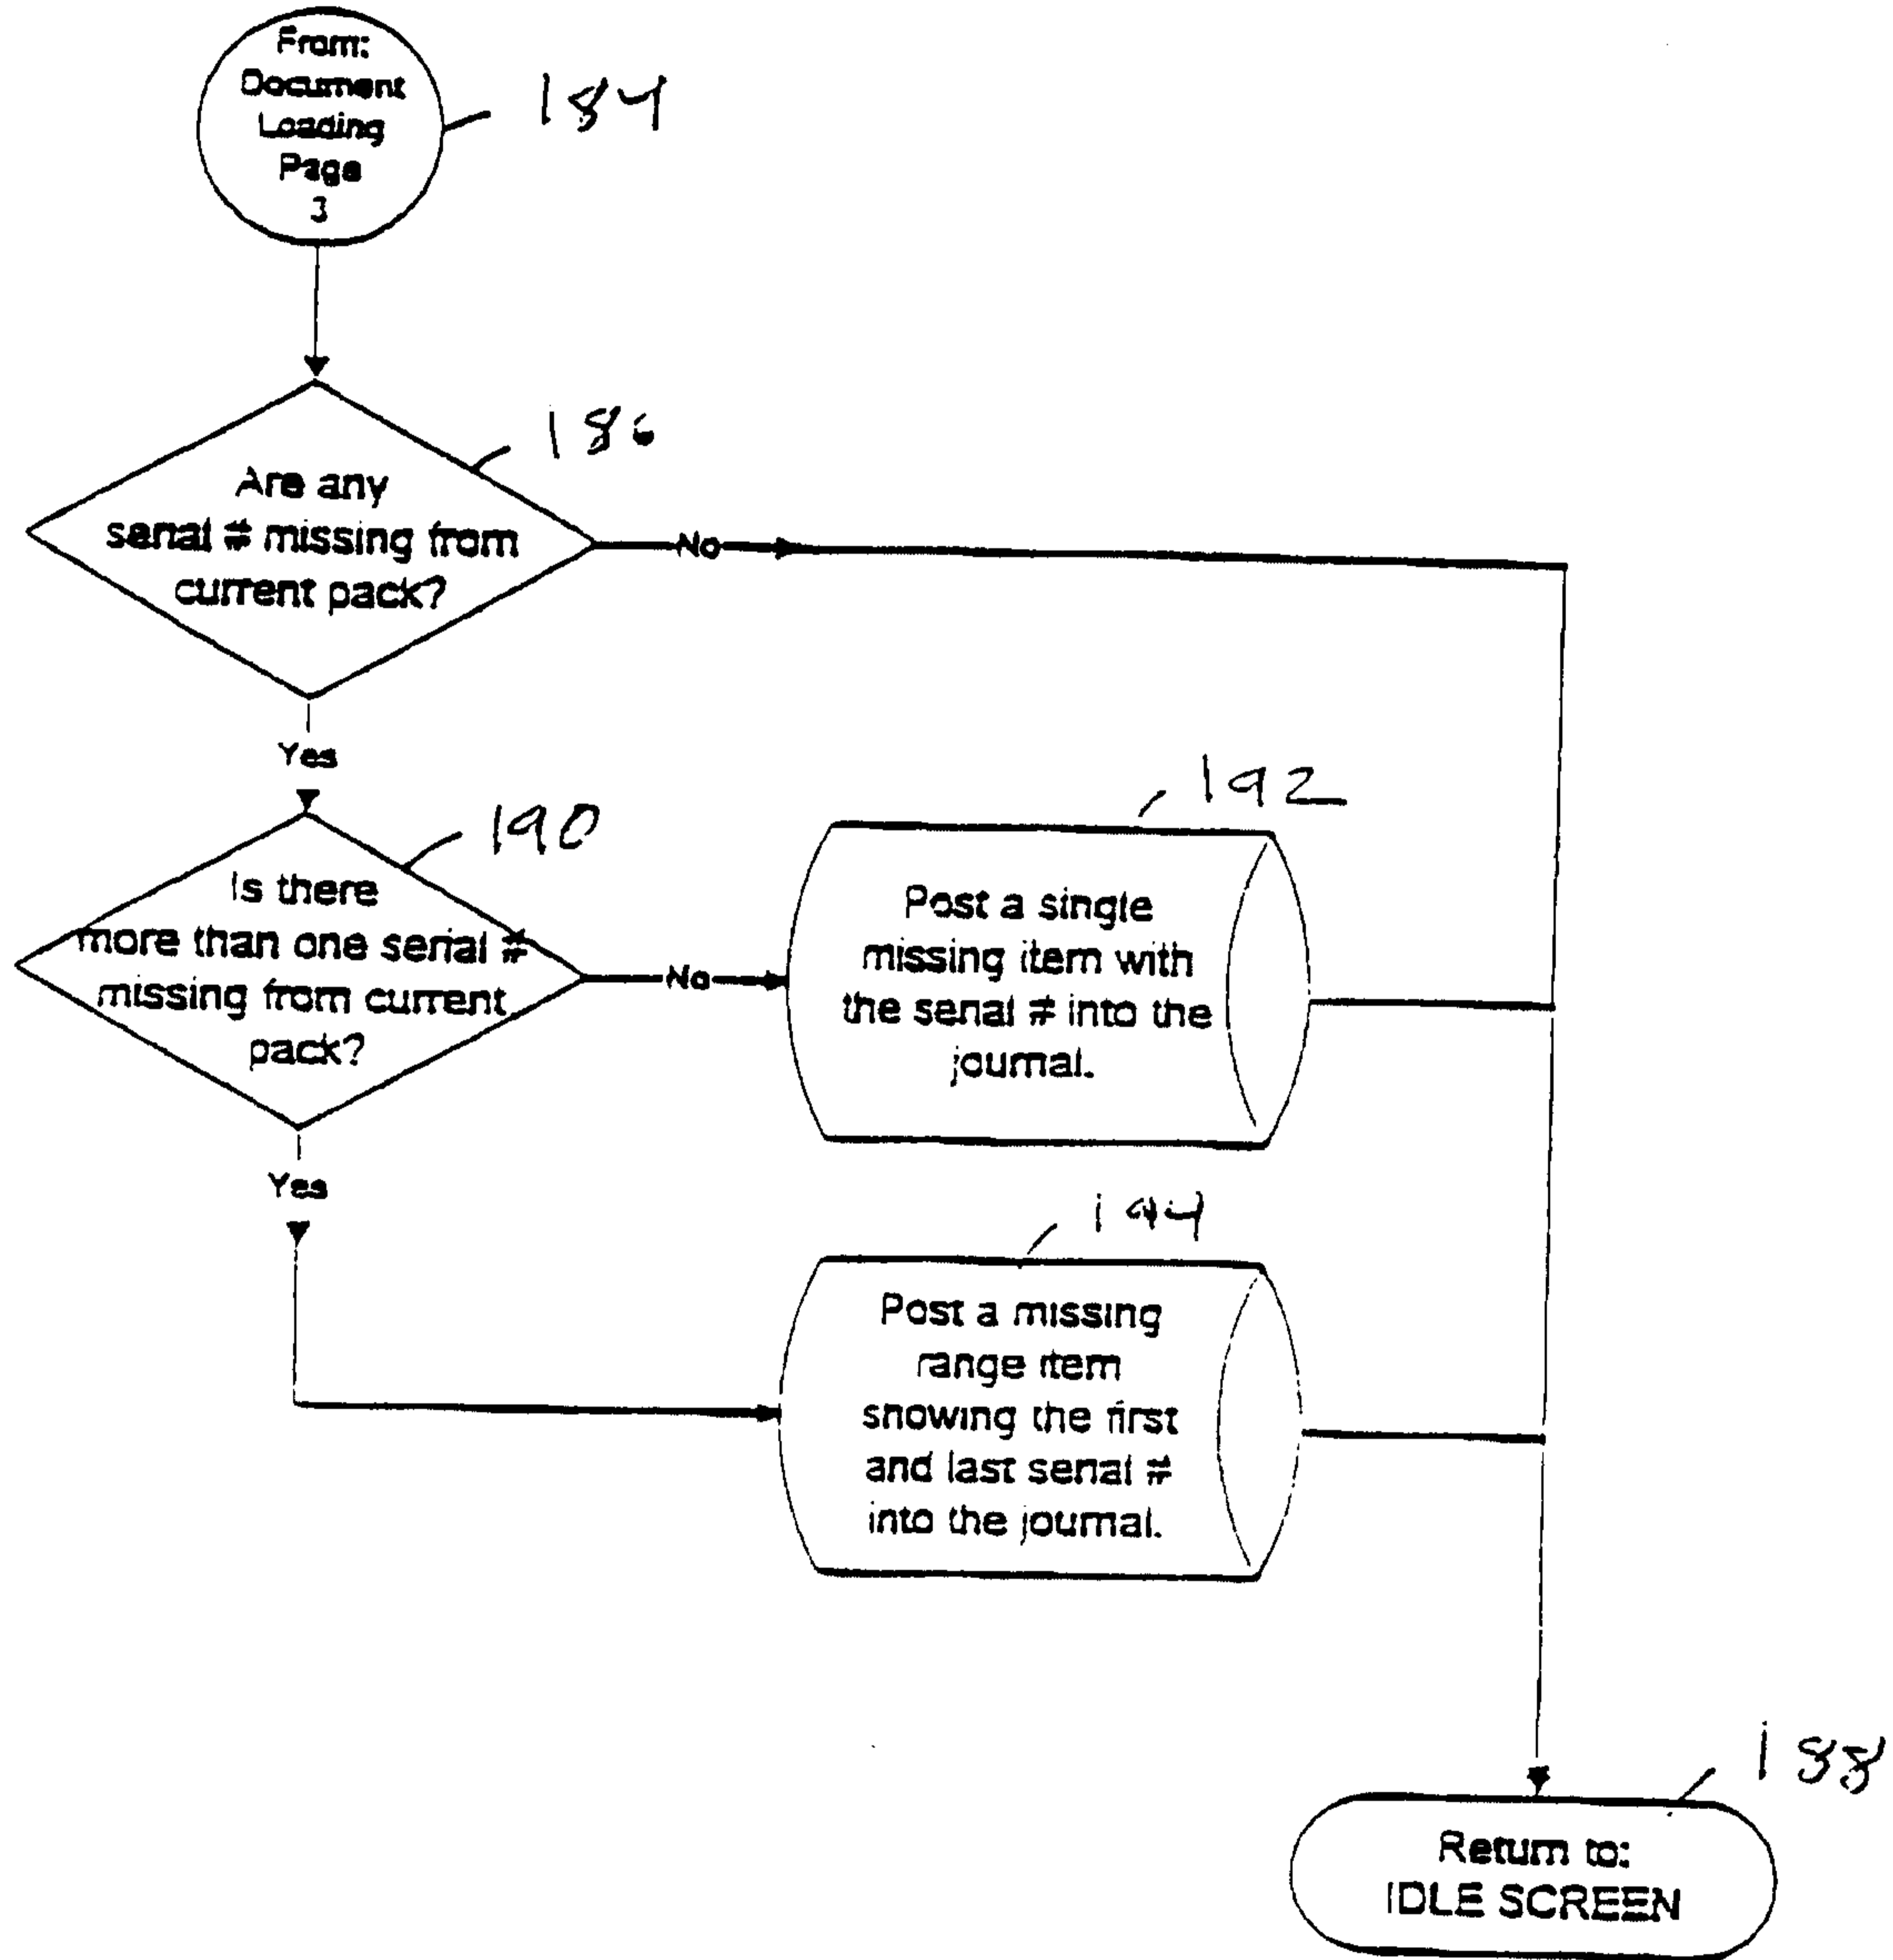 From:
Document
Loading
Page
3
184
186
Are any
serial # missing from
current pack?
No
Yes
190
Is there
more than one serial #
missing from current
pack?
No
Yes
192
Post a single
missing item with
the serial # into the
journal.
194
Post a missing
range item
showing the first
and last serial #
into the journal.
188
Return to:
IDLE SCREEN